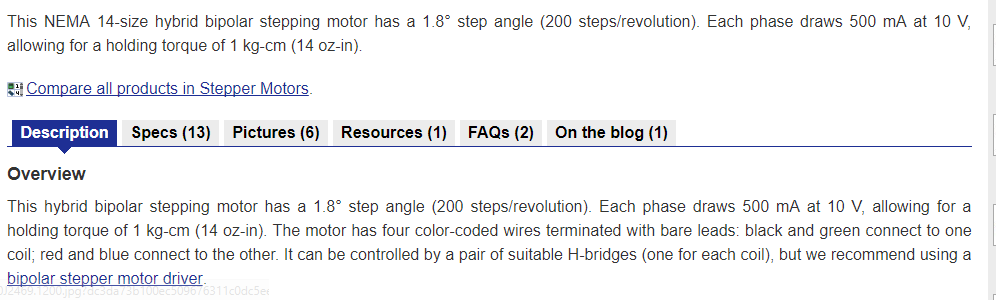 This NEMA 14-size hybrid bipolar stepping motor has a 1.8° step angle (200 steps/revolution). Each phase draws 500 mA at 10 V,
allowing for a holding torque of 1 kg-cm (14 oz-in).
Compare all products in Stepper Motors.
Description Specs (13) Pictures (6) Resources (1) FAQs (2) On the blog (1)
Overview
This hybrid bipolar stepping motor has a 1.8° step angle (200 steps/revolution). Each phase draws 500 mA at 10 V, allowing for a
holding torque of 1 kg-cm (14 oz-in). The motor has four color-coded wires terminated with bare leads: black and green connect to one
coil; red and blue connect to the other. It can be controlled by a pair of suitable H-bridges (one for each coil), but we recommend using a
bipolar stepper motor driver.